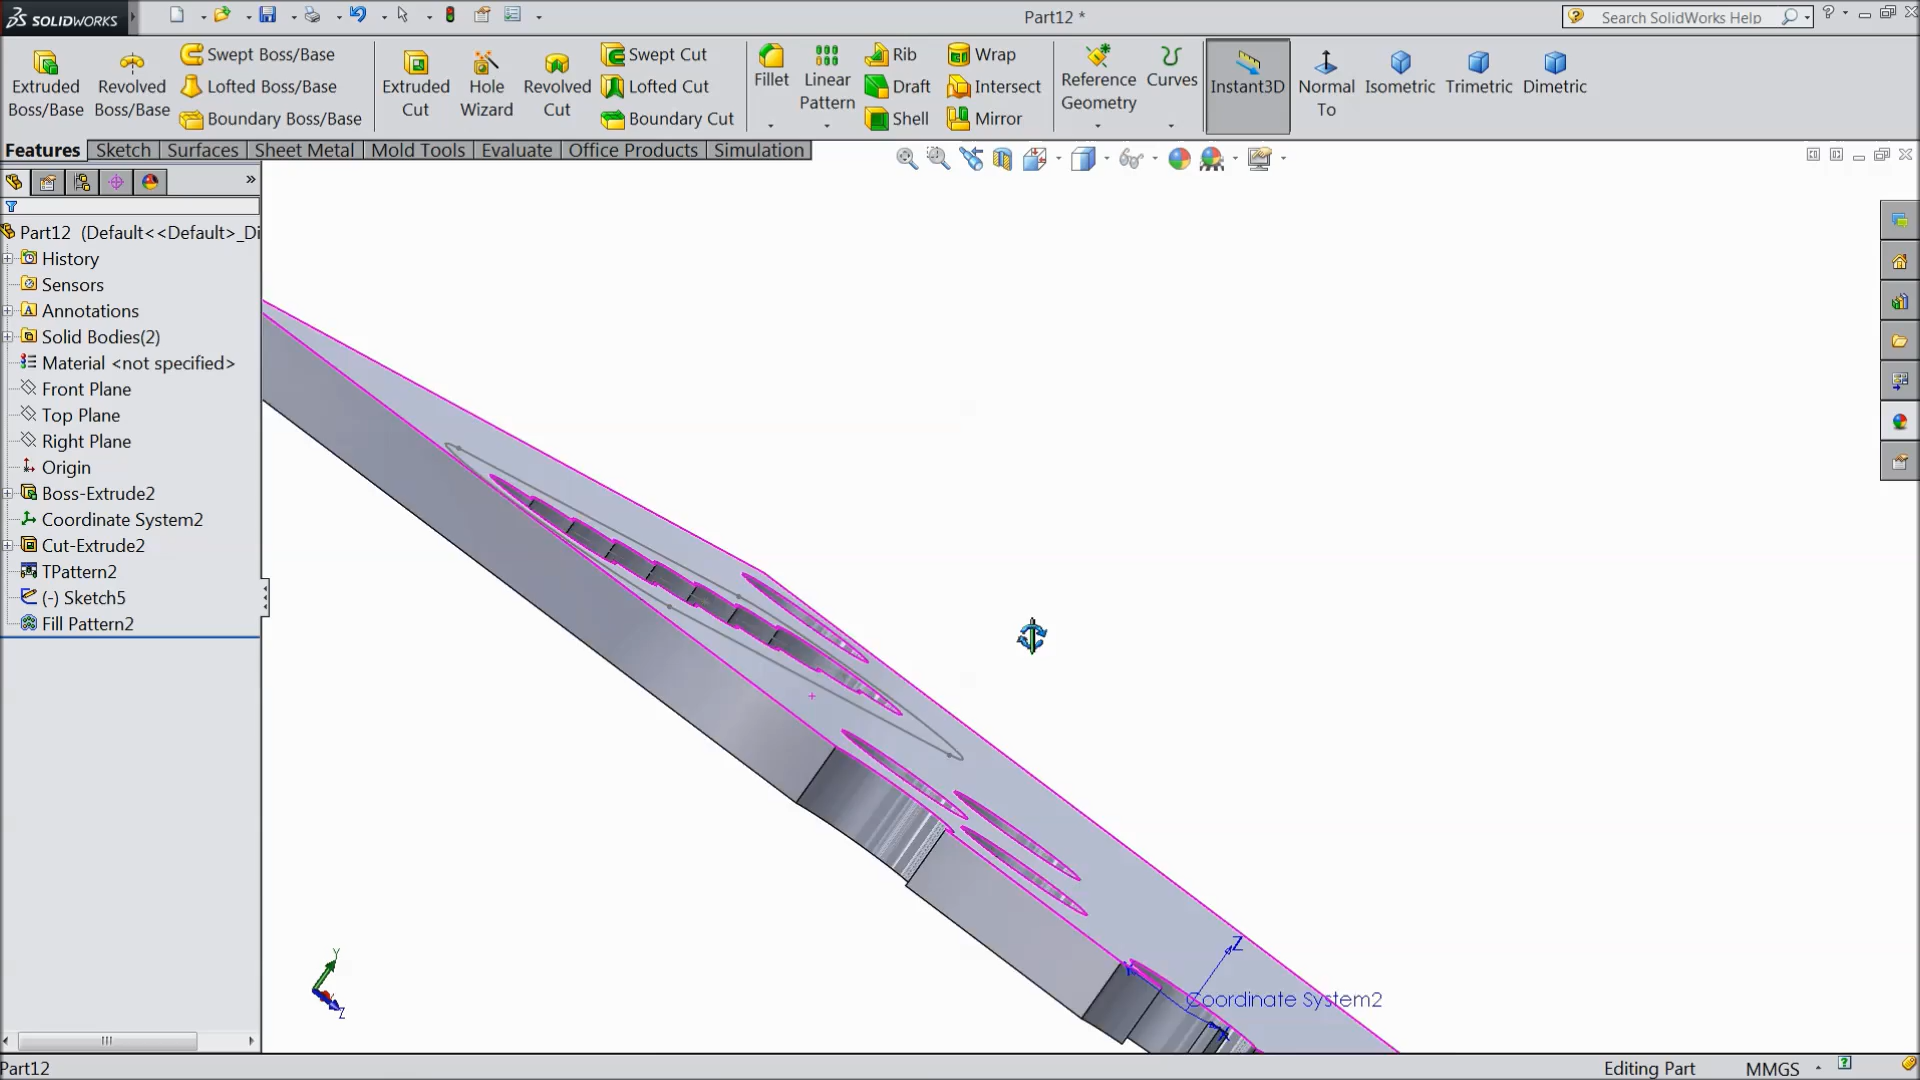 SOLIDWORKS
Part12 *
Search SolidWorks Help
Extruded Boss/Base
Revolved Boss/Base
Swept Boss/Base
Lofted Boss/Base
Boundary Boss/Base
Extruded Cut
Hole Wizard
Revolved Cut
Swept Cut
Lofted Cut
Boundary Cut
Fillet
Linear Pattern
Rib
Draft
Shell
Wrap
Intersect
Mirror
Reference Geometry
Curves
Instant3D
Normal To
Isometric
Trimetric
Dimetric
Features
Sketch
Surfaces
Sheet Metal
Mold Tools
Evaluate
Office Products
Simulation
Part12 (Default<<Default>_Di
History
Sensors
Annotations
Solid Bodies(2)
Material <not specified>
Front Plane
Top Plane
Right Plane
Origin
Boss-Extrude2
Coordinate System2
Cut-Extrude2
TPattern2
(-) Sketch5
Fill Pattern2
Z
Coordinate System2
X
Y
Z
Part12
Editing Part
MMGS